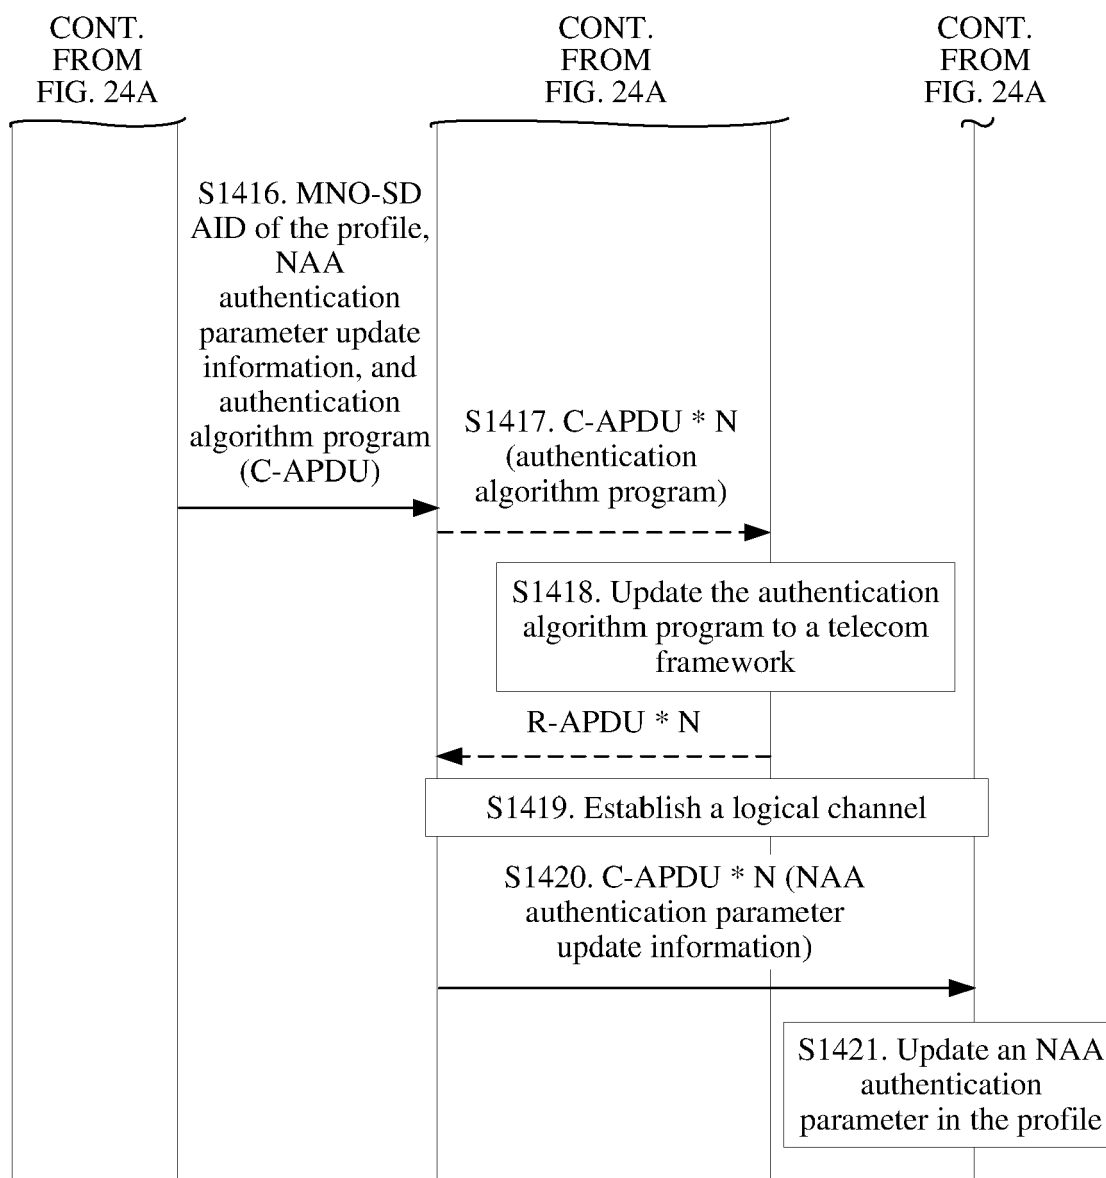 CONT.
FROM
FIG. 24A
CONT.
FROM
FIG. 24A
CONT.
FROM
FIG. 24A
S1416. MNO-SD
AID of the profile,
NAA
authentication
parameter update
information, and
authentication
algorithm program
(C-APDU)
S1417. C-APDU * N
(authentication
algorithm program)
S1418. Update the authentication
algorithm program to a telecom
framework
R-APDU * N
S1419. Establish a logical channel
S1420. C-APDU * N (NAA
authentication parameter
update information)
S1421. Update an NAA
authentication
parameter in the profile